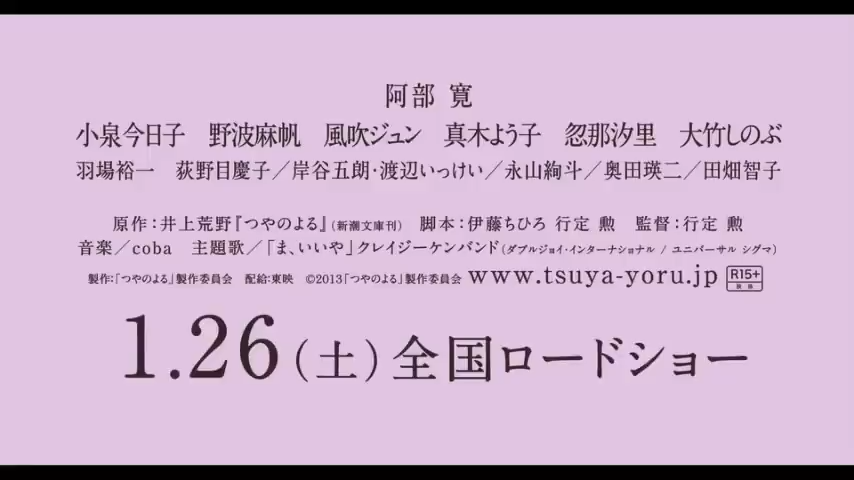 阿部 寛
小泉今日子 野波麻帆 風吹ジュン 真木よう子 忽那汐里 大竹しのぶ
羽場裕一 荻野目慶子／岸谷五朗・渡辺いっけい／永山絢斗／奥田瑛二／田畑智子
原作：井上荒野『つやのよる』（新潮文庫刊） 脚本：伊藤ちひろ 行定 勲 監督：行定 勲
音楽／coba 主題歌／「ま、いいや」クレイジーケンバンド（ダブルジョイ・インターナショナル / ユニバーサル シグマ）
製作：「つやのよる」製作委員会 配給：東映 ©2013「つやのよる」製作委員会 www.tsuya-yoru.jp R15+
1.26（土）全国ロードショー